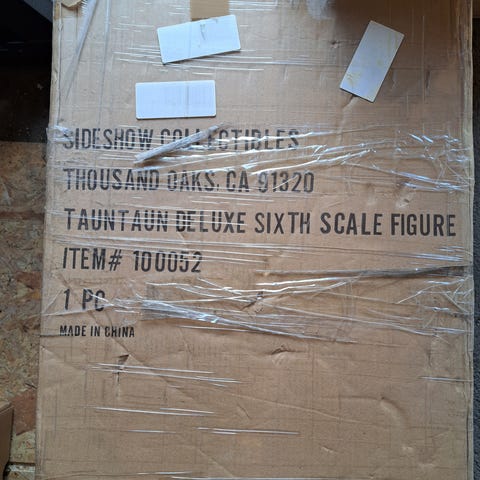 SIDESHOW COLLECTIBLES
THOUSAND OAKS, CA 91320
TAUNTAUN DELUXE SIXTH SCALE FIGURE
ITEM# 100052
1 PC
MADE IN CHINA